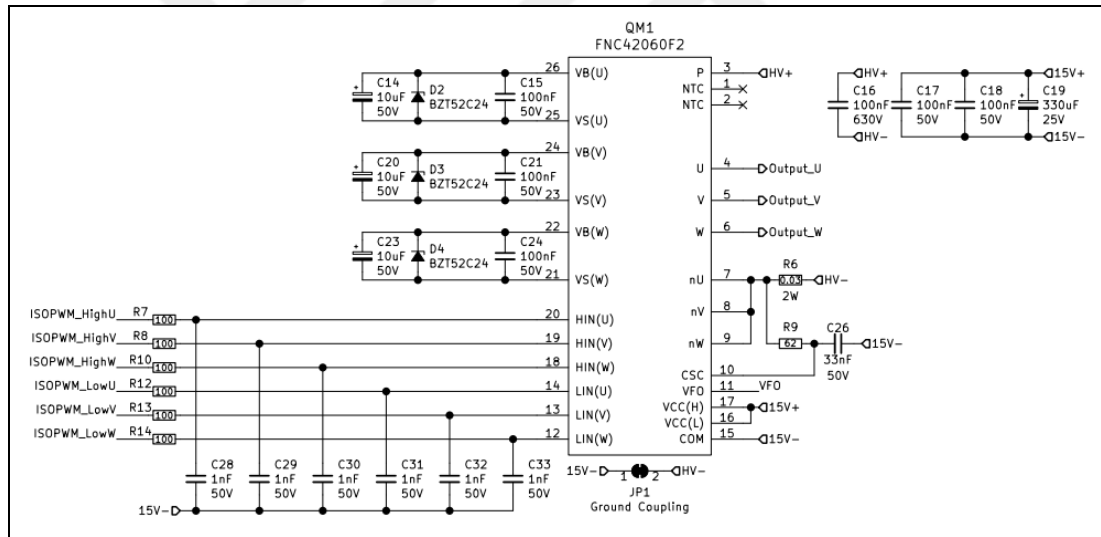 QM1
FNC42060F2
26 VB(U)
C14
10uF
50V
D2
BZT52C24
C15
100nF
50V
25 VS(U)
24 VB(V)
C20
10uF
50V
D3
BZT52C24
C21
100nF
50V
23 VS(V)
22 VB(W)
C23
10uF
50V
D4
BZT52C24
C24
100nF
50V
21 VS(W)
ISOPWM_HighU R7 100 20 HIN(U)
ISOPWM_HighV R8 100 19 HIN(V)
ISOPWM_HighW R10 100 18 HIN(W)
ISOPWM_LowU R12 100 14 LIN(U)
ISOPWM_LowV R13 100 13 LIN(V)
ISOPWM_LowW R14 100 12 LIN(W)
C28
1nF
50V
C29
1nF
50V
C30
1nF
50V
C31
1nF
50V
C32
1nF
50V
C33
1nF
50V
15V-
P 3 HV+
NTC 1
NTC 2
U 4 Output_U
V 5 Output_V
W 6 Output_W
nU 7
nV 8
nW 9
R6
0.03
2W
HV-
R9
62
C26
33nF
50V
15V-
CSC 10
VFO 11 VFO
VCC(H) 17 15V+
VCC(L) 16
COM 15 15V-
15V- 1 2 HV-
JP1
Ground Coupling
HV+
C16
100nF
630V
HV-
C17
100nF
50V
C18
100nF
50V
15V+
C19
330uF
25V
15V-